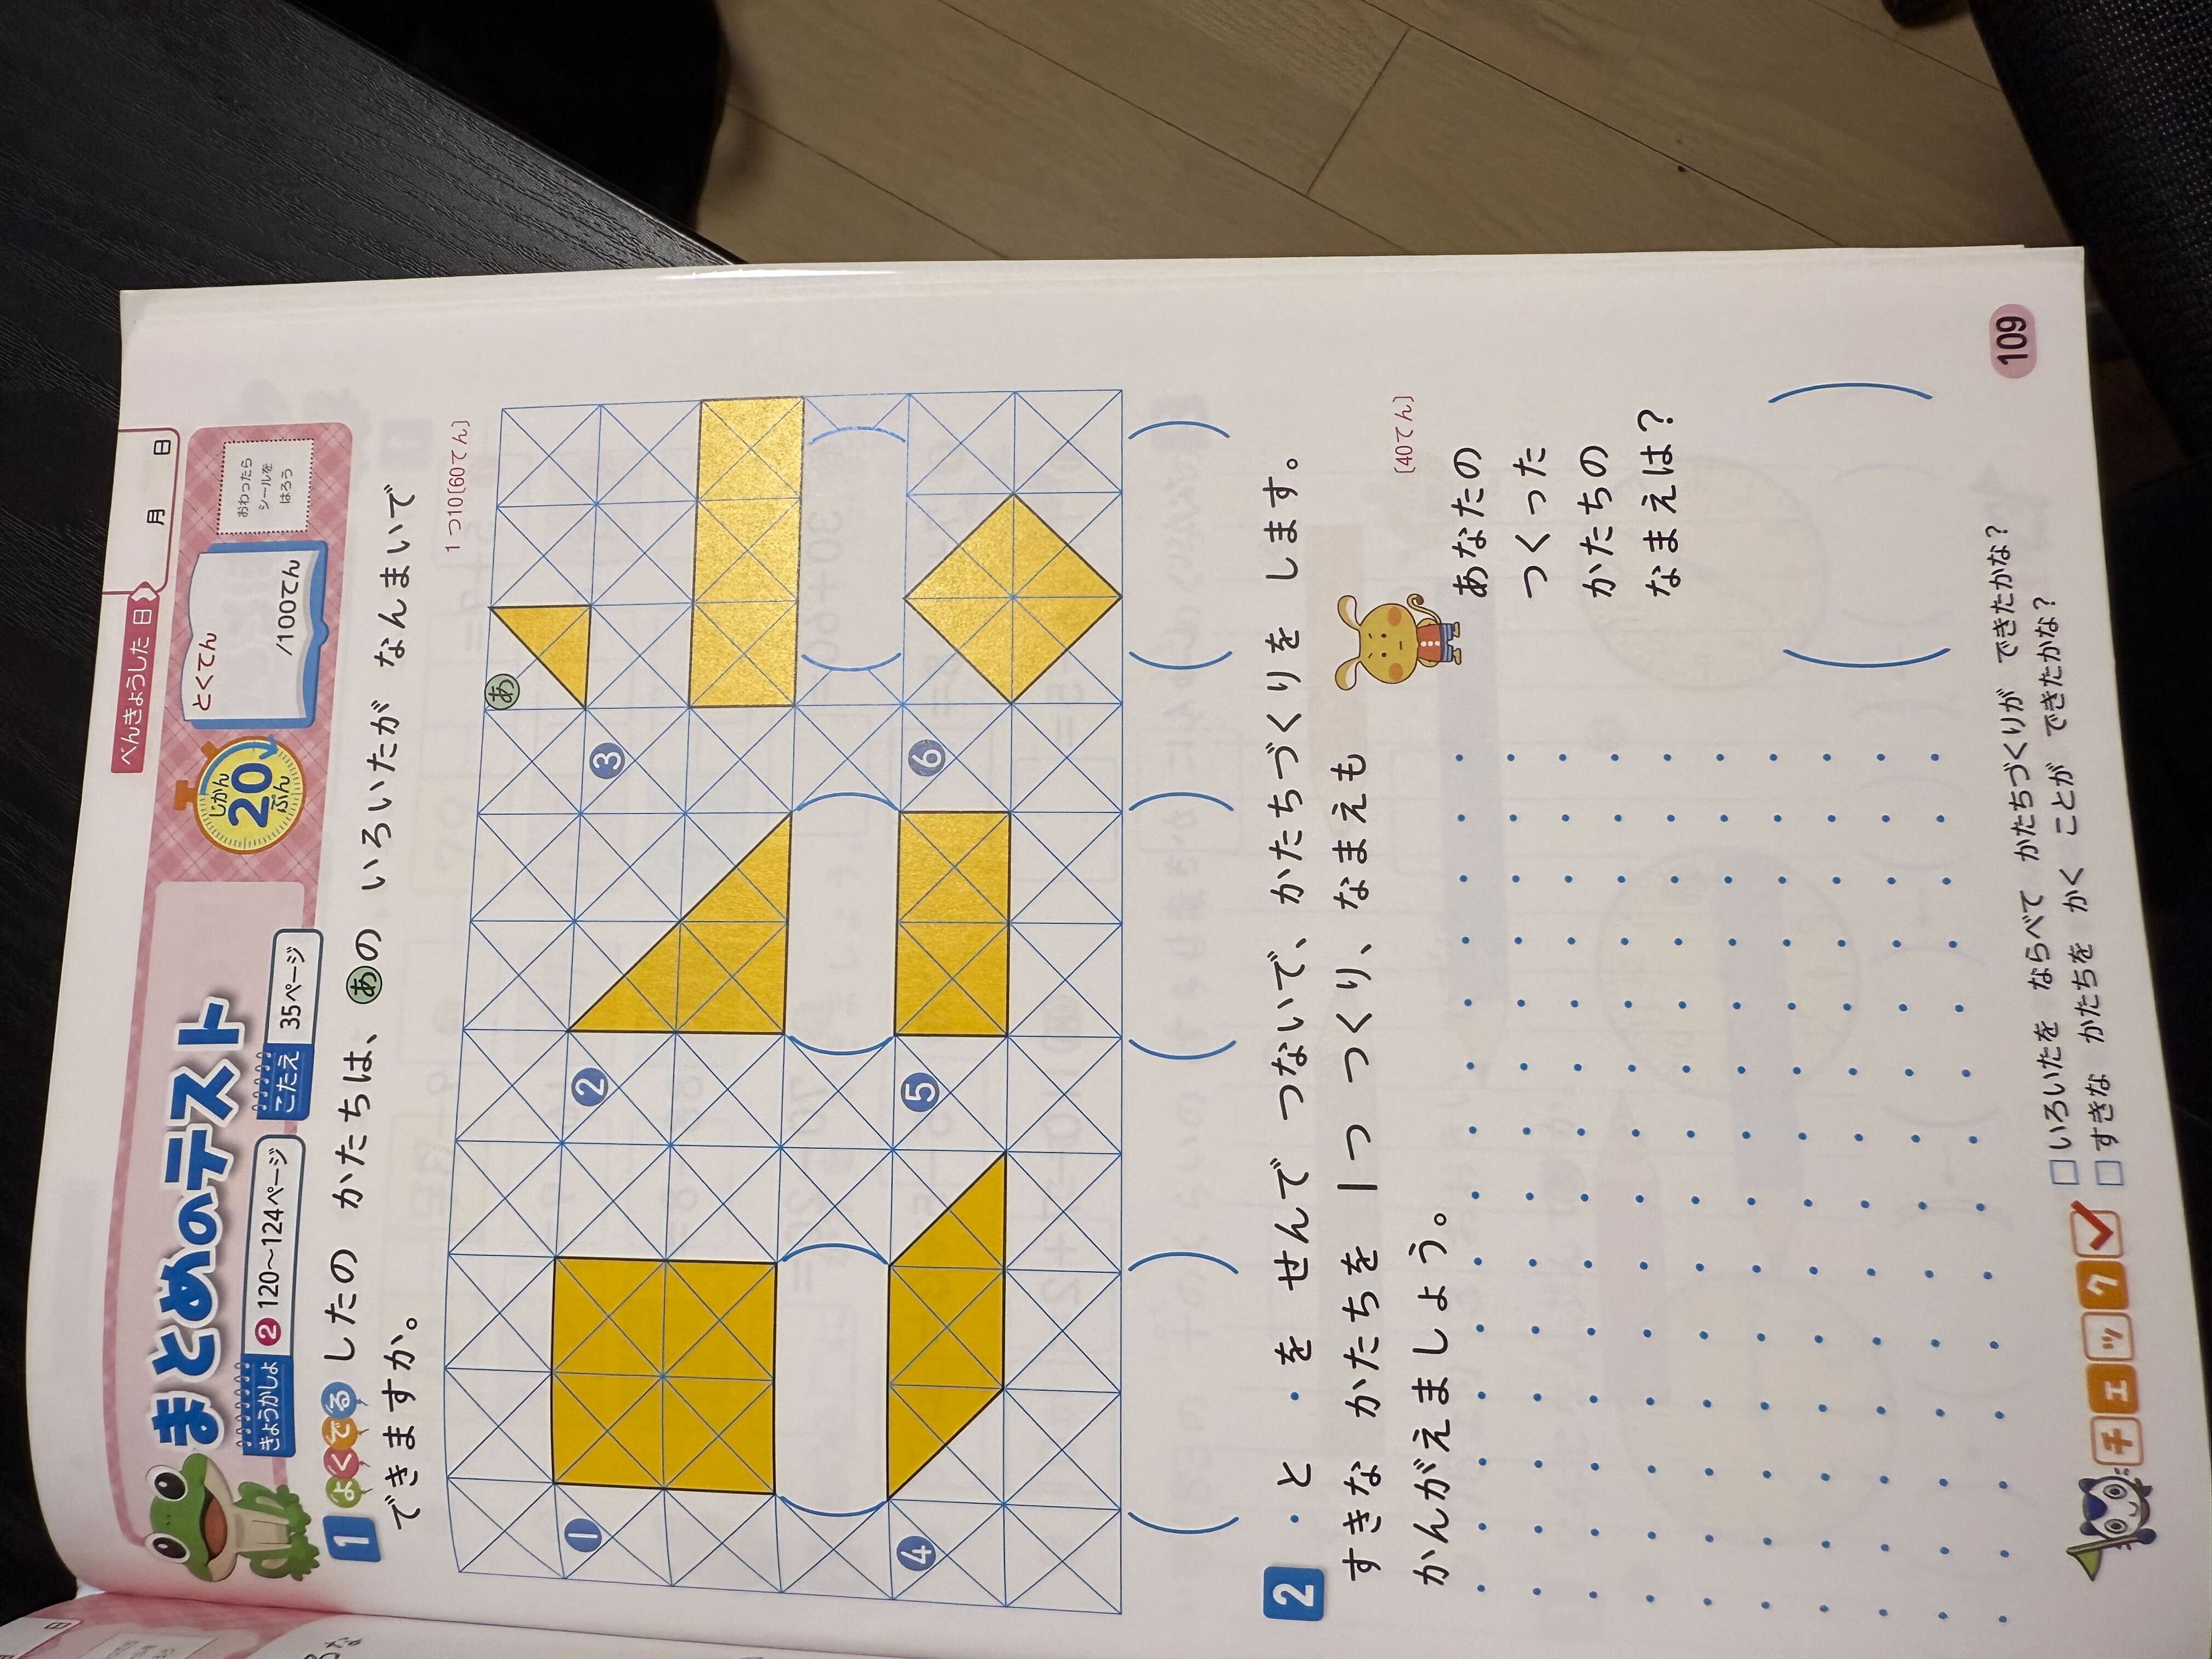 べんきょうした日 月 日
まとめのテスト
きょうかしょ ❷ 120〜124ページ
こたえ 35ページ
じかん 20 ぷん
とくてん
/100てん
おわったら
シールを
はろう
1 よくでる したの かたちは、あの いろいたが なんまいで
できますか。
1つ10〔60てん〕
あ
❶
❷
❸
❹
❺
❻
2 ・と ・を せんで つないで、かたちづくりを します。
すきな かたちを 1つ つくり、なまえも
かんがえましょう。
〔40てん〕
あなたの
つくった
かたちの
なまえは?
チェック
□いろいたを ならべて かたちづくりが できたかな?
□すきな かたちを かく ことが できたかな?
109